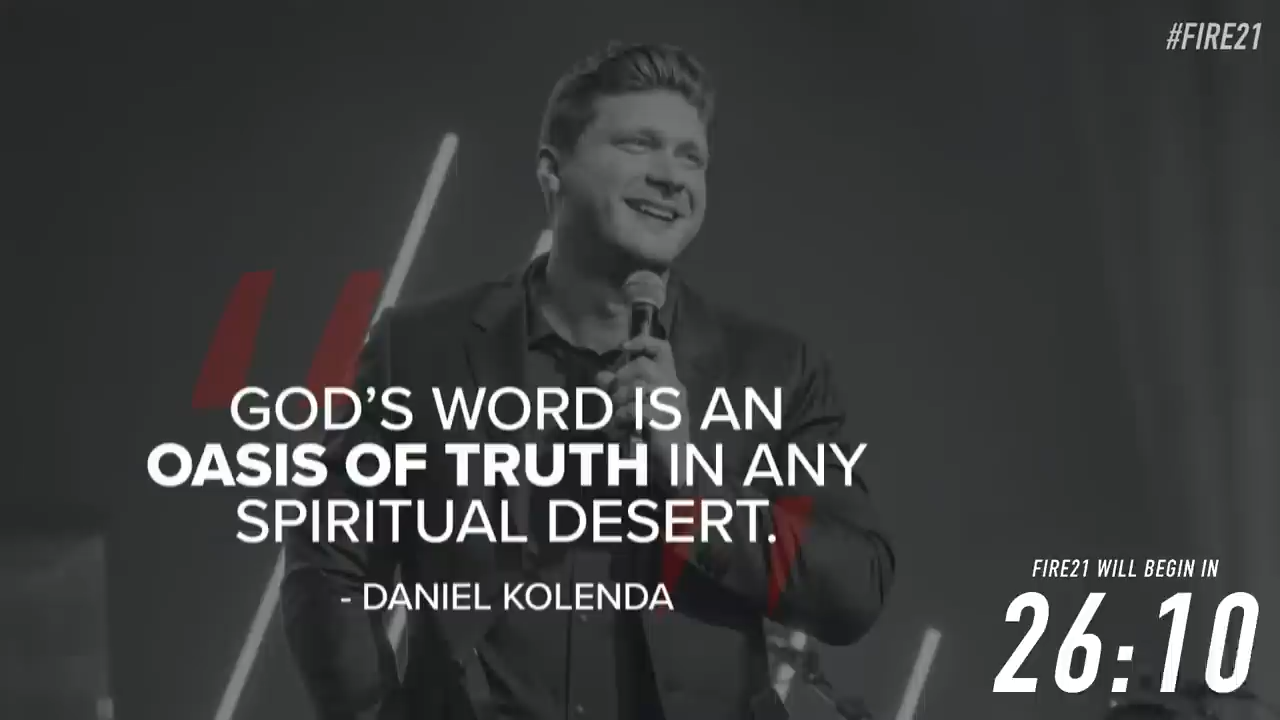 #FIRE21
“
GOD’S WORD IS AN
OASIS OF TRUTH IN ANY
SPIRITUAL DESERT.
”
- DANIEL KOLENDA
FIRE21 WILL BEGIN IN
26:10